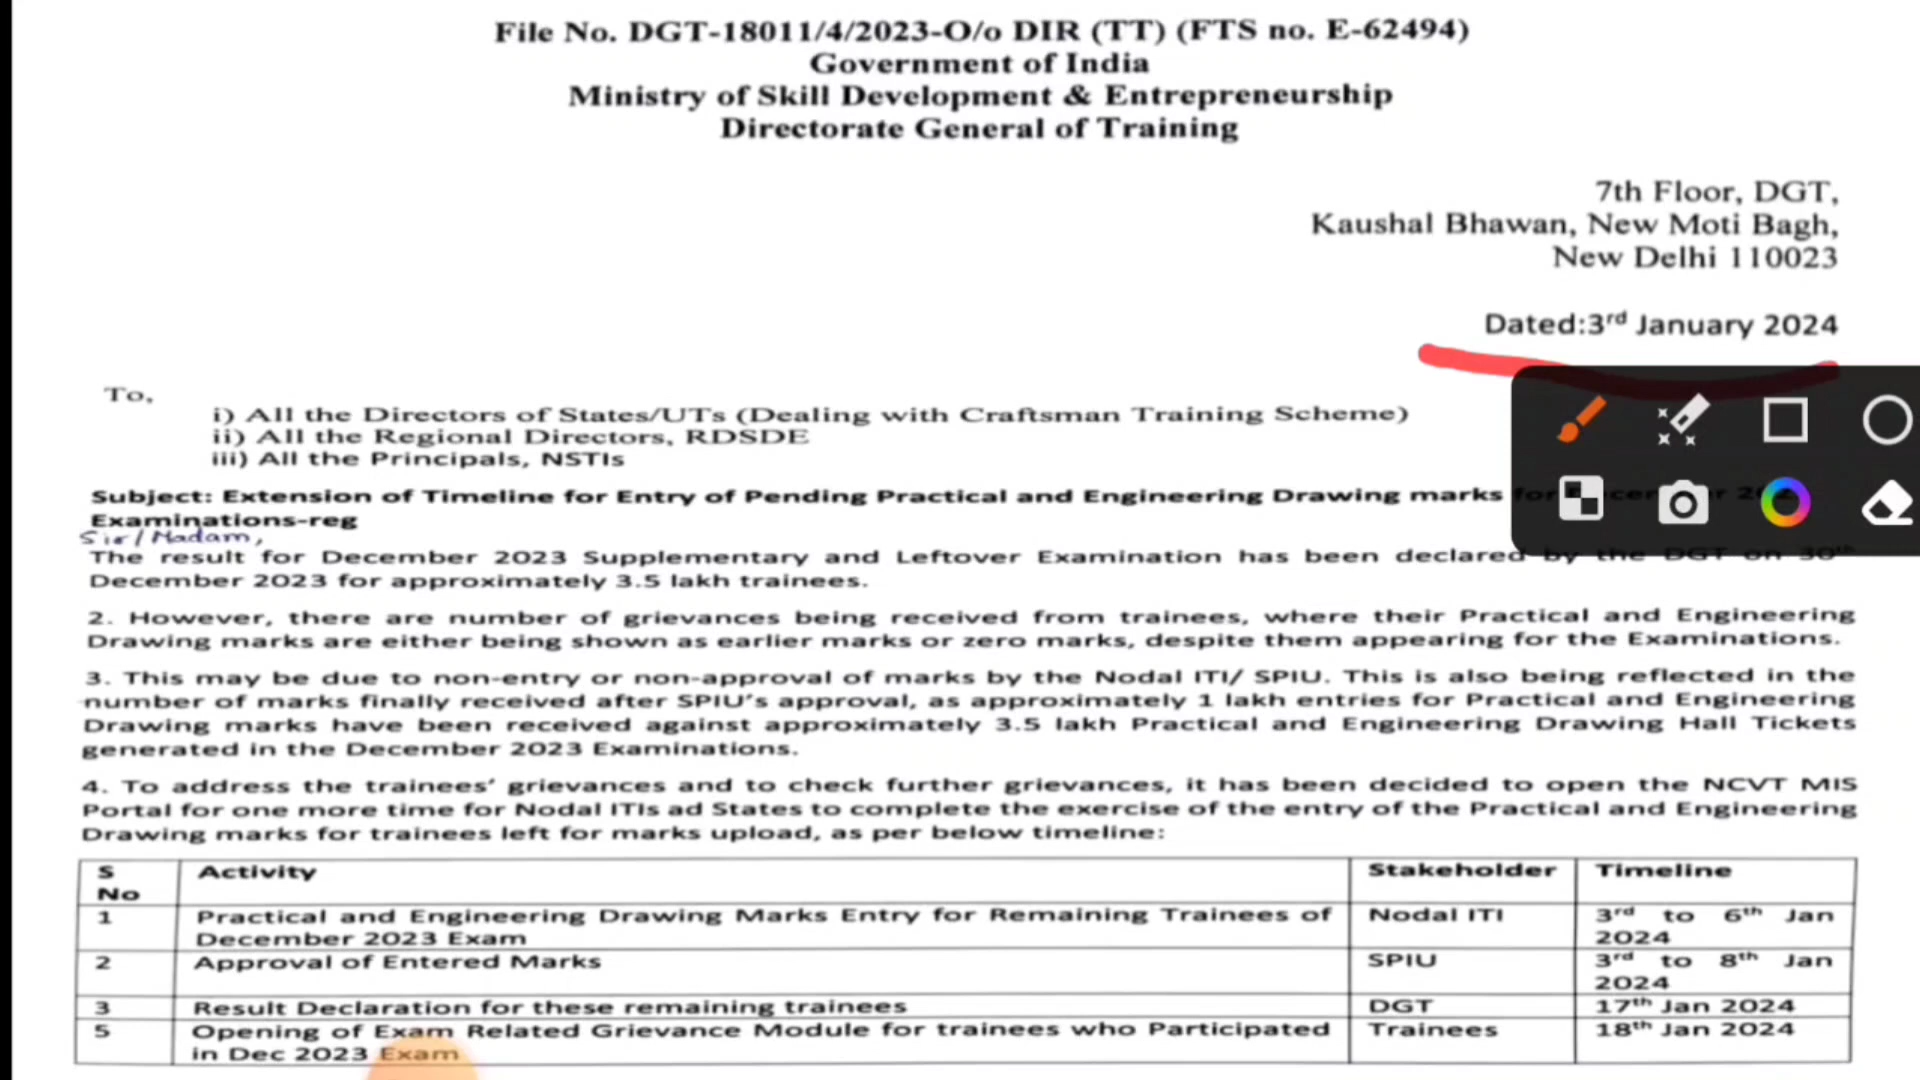 File No. DGT-18011/4/2023-O/o DIR (TT) (FTS no. E-62494)
Government of India
Ministry of Skill Development & Entrepreneurship
Directorate General of Training
7th Floor, DGT,
Kaushal Bhawan, New Moti Bagh,
New Delhi 110023
Dated:3rd January 2024
To,
i) All the Directors of States/UTs (Dealing with Craftsman Training Scheme)
ii) All the Regional Directors, RDSDE
iii) All the Principals, NSTIs
Subject: Extension of Timeline for Entry of Pending Practical and Engineering Drawing marks for
Examinations-reg
Sir/Madam,
The result for December 2023 Supplementary and Leftover Examination has been declared by the DGT on 30th
December 2023 for approximately 3.5 lakh trainees.
2. However, there are number of grievances being received from trainees, where their Practical and Engineering
Drawing marks are either being shown as earlier marks or zero marks, despite them appearing for the Examinations.
3. This may be due to non-entry or non-approval of marks by the Nodal ITI/ SPIU. This is also being reflected in the
number of marks finally received after SPIU's approval, as approximately 1 lakh entries for Practical and Engineering
Drawing marks have been received against approximately 3.5 lakh Practical and Engineering Drawing Hall Tickets
generated in the December 2023 Examinations.
4. To address the trainees' grievances and to check further grievances, it has been decided to open the NCVT MIS
Portal for one more time for Nodal ITIs ad States to complete the exercise of the entry of the Practical and Engineering
Drawing marks for trainees left for marks upload, as per below timeline:
S No Activity Stakeholder Timeline
1 Practical and Engineering Drawing Marks Entry for Remaining Trainees of December 2023 Exam Nodal ITI 3rd to 6th Jan 2024
2 Approval of Entered Marks SPIU 3rd to 8th Jan 2024
3 Result Declaration for these remaining trainees DGT 17th Jan 2024
5 Opening of Exam Related Grievance Module for trainees who Participated in Dec 2023 Exam Trainees 18th Jan 2024